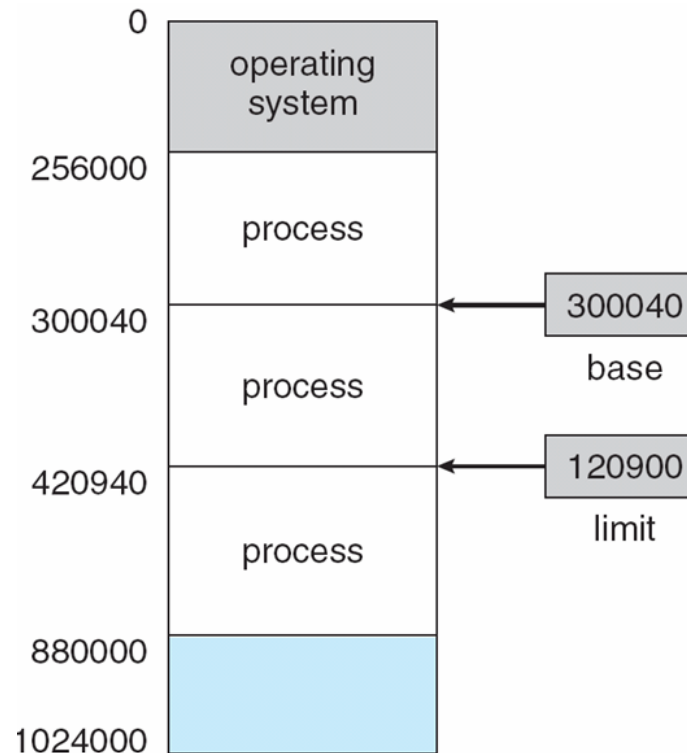 0
operating
system
256000
process
300040
300040
base
process
420940
120900
limit
process
880000
1024000